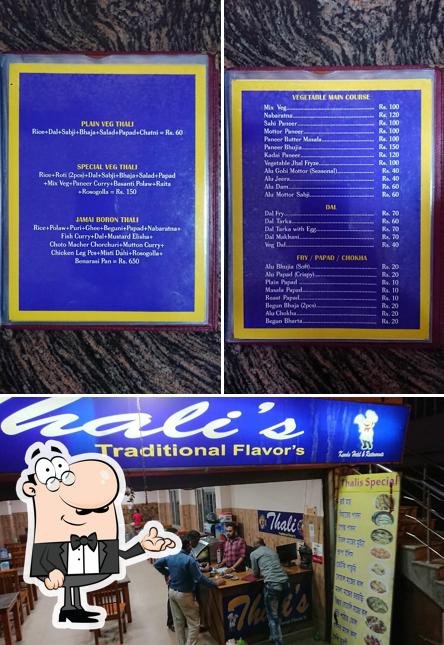 PLAIN VEG THALI
Rice+Dal+Sabji+Bhaja+Salad+Papad+Chatni = Rs. 60
SPECIAL VEG THALI
Rice+Roti (2pcs)+Dal+Sabji+Bhaja+Salad+Papad
+Mix Veg+Paneer Curry+Basanti Polaw+Raita
+Rosogolla = Rs. 150
JAMAI BORON THALI
Rice+Polaw+Puri+Ghee+Beguni+Papad+Nabaratna+
Fish Curry+Dal+Mustard Elisha+
Choto Macher Chorchuri+Mutton Curry+
Chicken Leg Pcs+Misti Dahi+Rosogolla+
Benarasi Pan = Rs. 650
VEGETABLE MAIN COURSE
Mix Veg Rs. 100
Nabaratna Rs. 120
Sahi Paneer Rs. 100
Mottor Paneer Rs. 100
Paneer Butter Masala Rs. 100
Paneer Bhujia Rs. 150
Kadai Paneer Rs. 120
Vegetable Jhal Fryze Rs. 100
Alu Gobi Mottor (Seasonal) Rs. 40
Alu Jeera Rs. 40
Alu Dam Rs. 60
Alu Mottor Sabji Rs. 60
DAL
Dal Fry Rs. 70
Dal Tarka Rs. 60
Dal Tarka with Egg Rs. 70
Dal Makhani Rs. 70
Veg Dal Rs. 40
FRY / PAPAD / CHOKHA
Alu Bhujia (Soft) Rs. 20
Alu Papad (Crispy) Rs. 20
Plain Papad Rs. 10
Masala Papad Rs. 10
Roast Papad Rs. 10
Begun Bhaja (2pcs) Rs. 20
Alu Chokha Rs. 20
Begun Bharta Rs. 20
Thali's
Traditional Flavor's
Thalis Special
Thali's
Thali's